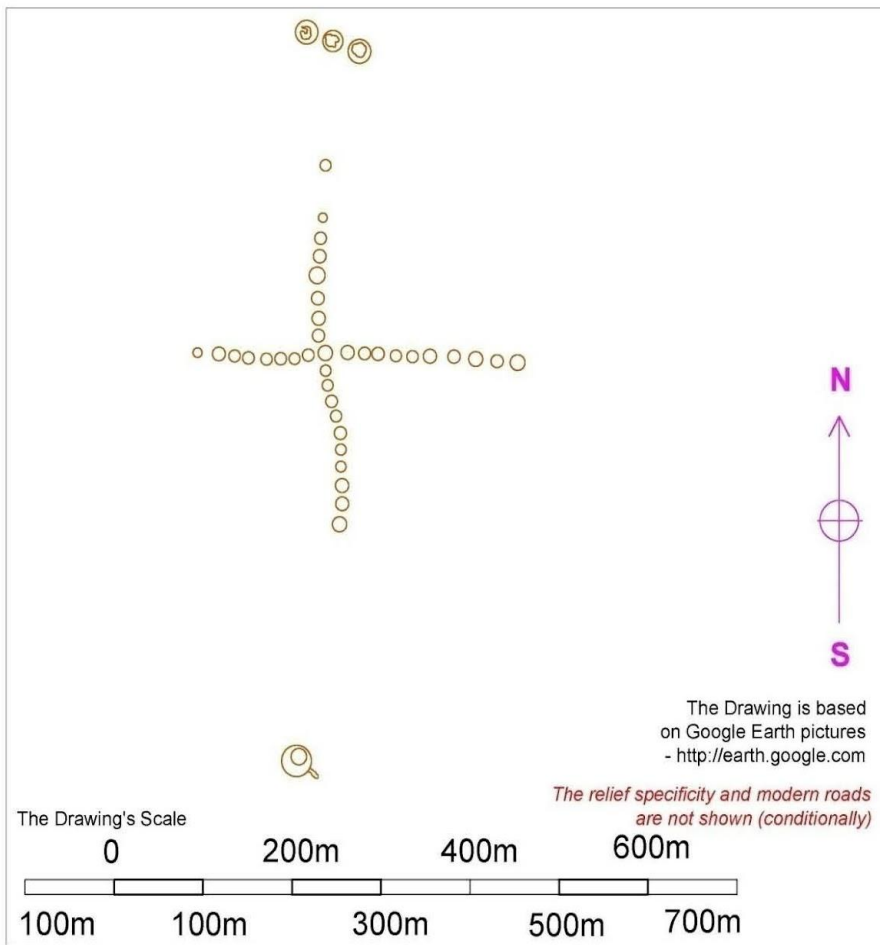 N
S
The Drawing is based
on Google Earth pictures
- http://earth.google.com
The relief specificity and modern roads
are not shown (conditionally)
The Drawing's Scale
0 200m 400m 600m
100m 100m 300m 500m 700m